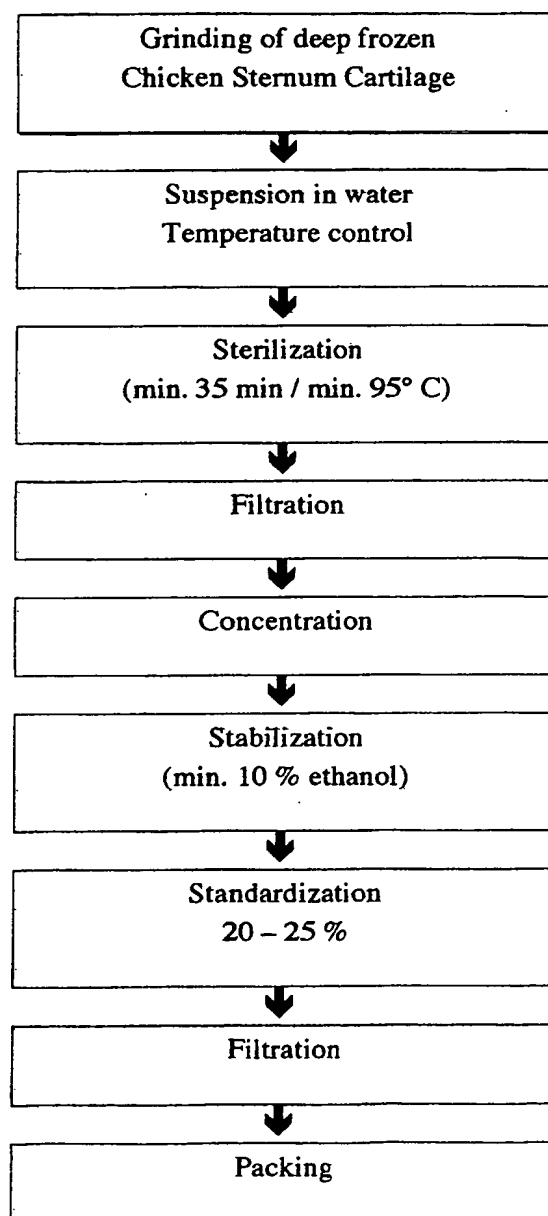 Grinding of deep frozen
Chicken Sternum Cartilage
Suspension in water
Temperature control
Sterilization
(min. 35 min / min. 95° C)
Filtration
Concentration
Stabilization
(min. 10 % ethanol)
Standardization
20 – 25 %
Filtration
Packing